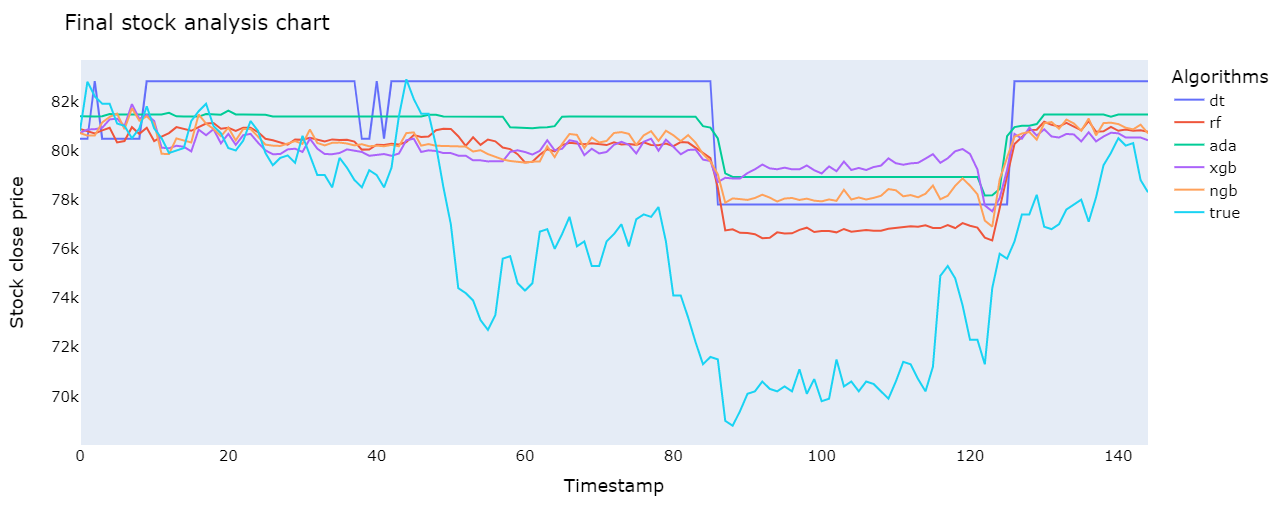 Final stock analysis chart
Algorithms
dt
rf
ada
xgb
ngb
true
Stock close price
82k
80k
78k
76k
74k
72k
70k
0 20 40 60 80 100 120 140
Timestamp